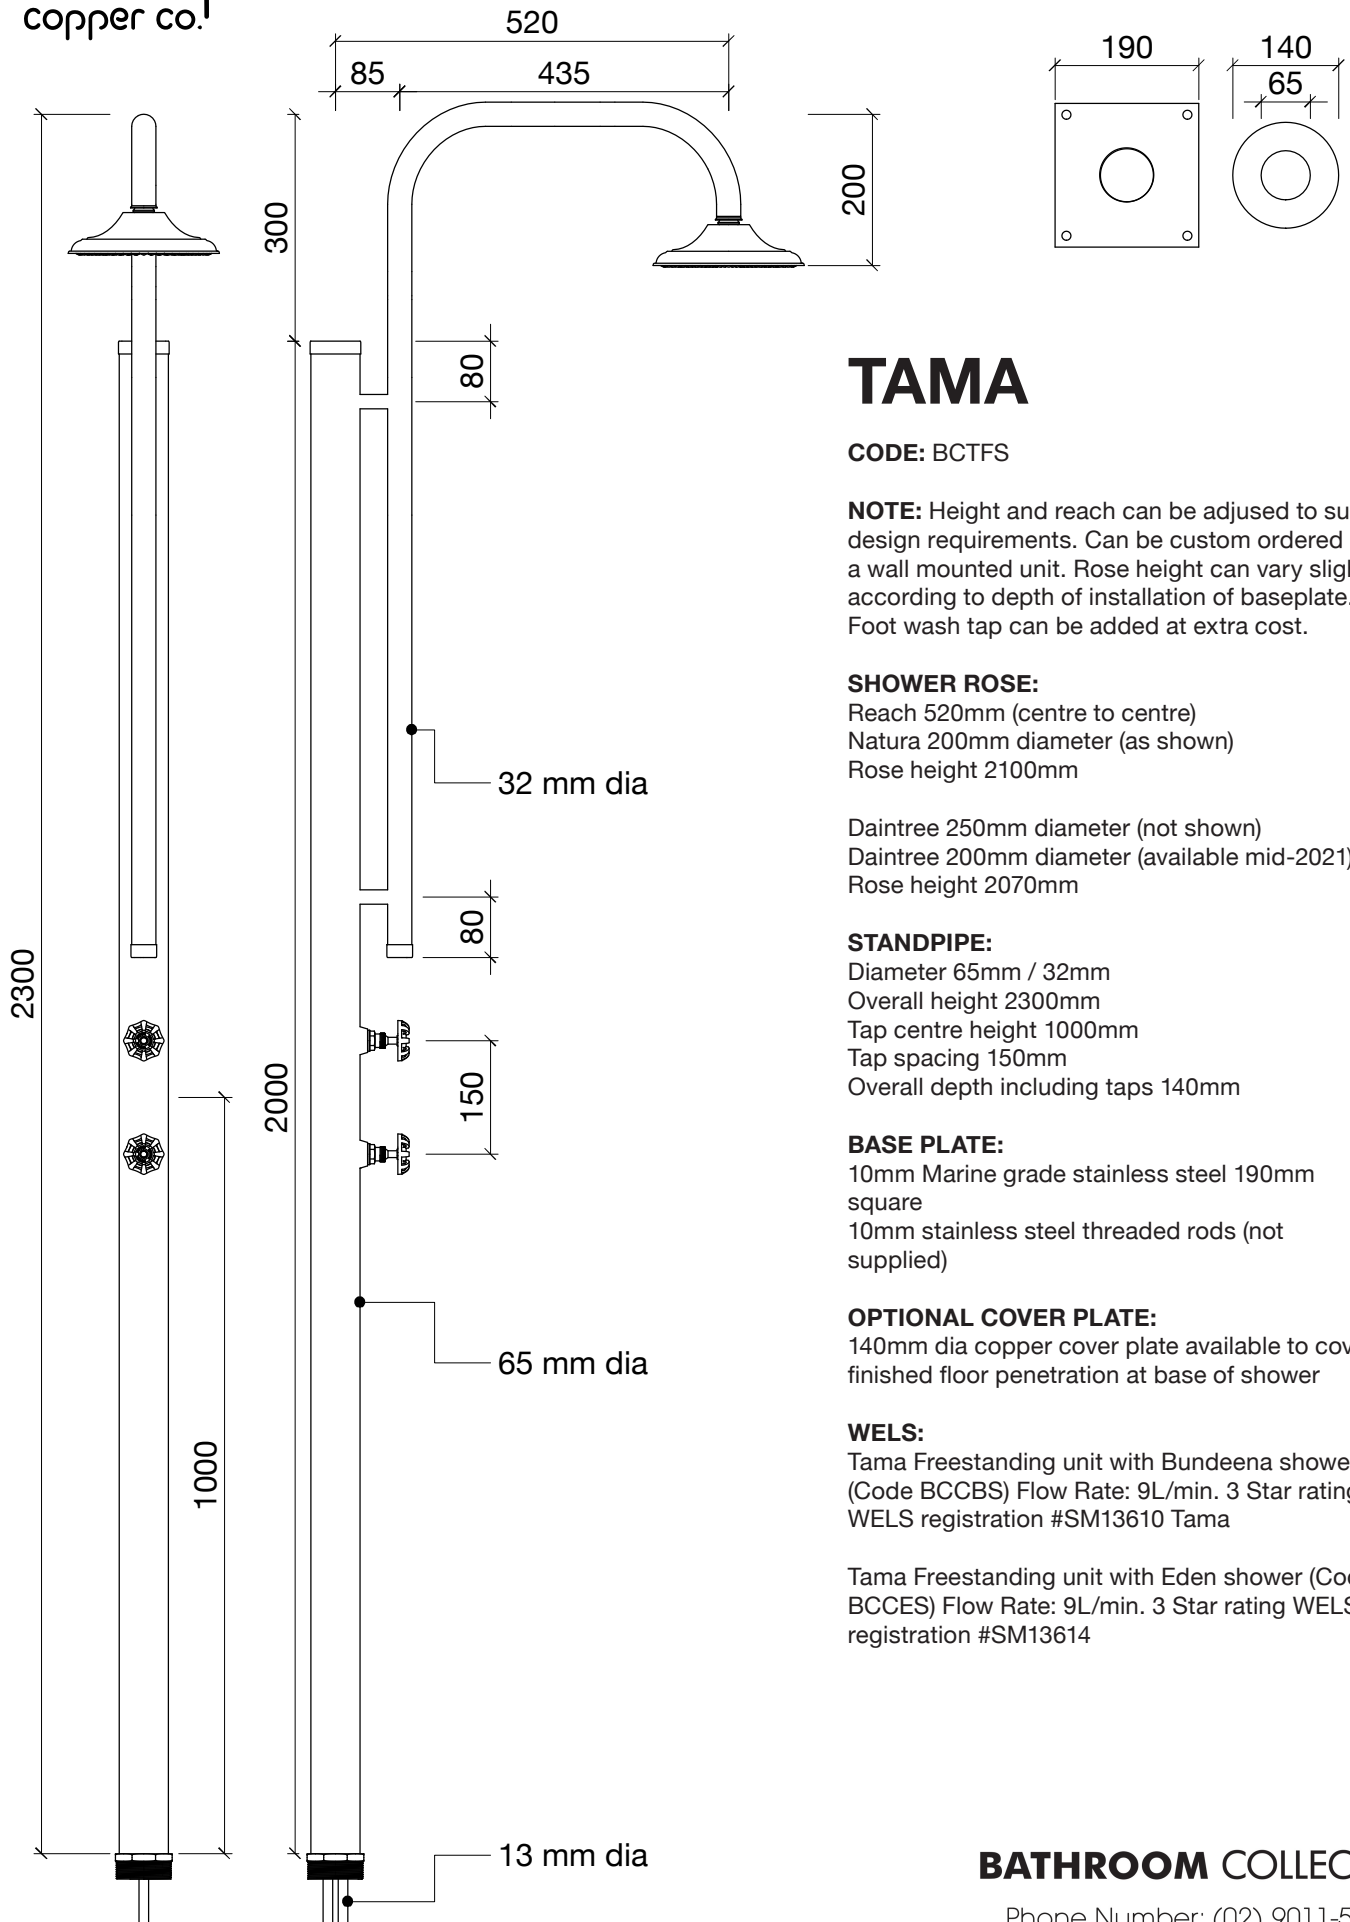 copper co.
520
85
435
190
140
65
300
200
80
TAMA
CODE: BCTFS
NOTE: Height and reach can be adjused to su
design requirements. Can be custom ordered
a wall mounted unit. Rose height can vary sligh
according to depth of installation of baseplate.
Foot wash tap can be added at extra cost.
SHOWER ROSE:
Reach 520mm (centre to centre)
Natura 200mm diameter (as shown)
Rose height 2100mm
32 mm dia
Daintree 250mm diameter (not shown)
Daintree 200mm diameter (available mid-2021)
Rose height 2070mm
80
2300
STANDPIPE:
Diameter 65mm / 32mm
Overall height 2300mm
Tap centre height 1000mm
Tap spacing 150mm
Overall depth including taps 140mm
2000
150
BASE PLATE:
10mm Marine grade stainless steel 190mm
square
10mm stainless steel threaded rods (not
supplied)
OPTIONAL COVER PLATE:
140mm dia copper cover plate available to cov
finished floor penetration at base of shower
65 mm dia
1000
WELS:
Tama Freestanding unit with Bundeena showe
(Code BCCBS) Flow Rate: 9L/min. 3 Star rating
WELS registration #SM13610 Tama
Tama Freestanding unit with Eden shower (Co
BCCES) Flow Rate: 9L/min. 3 Star rating WELS
registration #SM13614
13 mm dia
BATHROOM COLLEC
Phone Number: (02) 9011-5